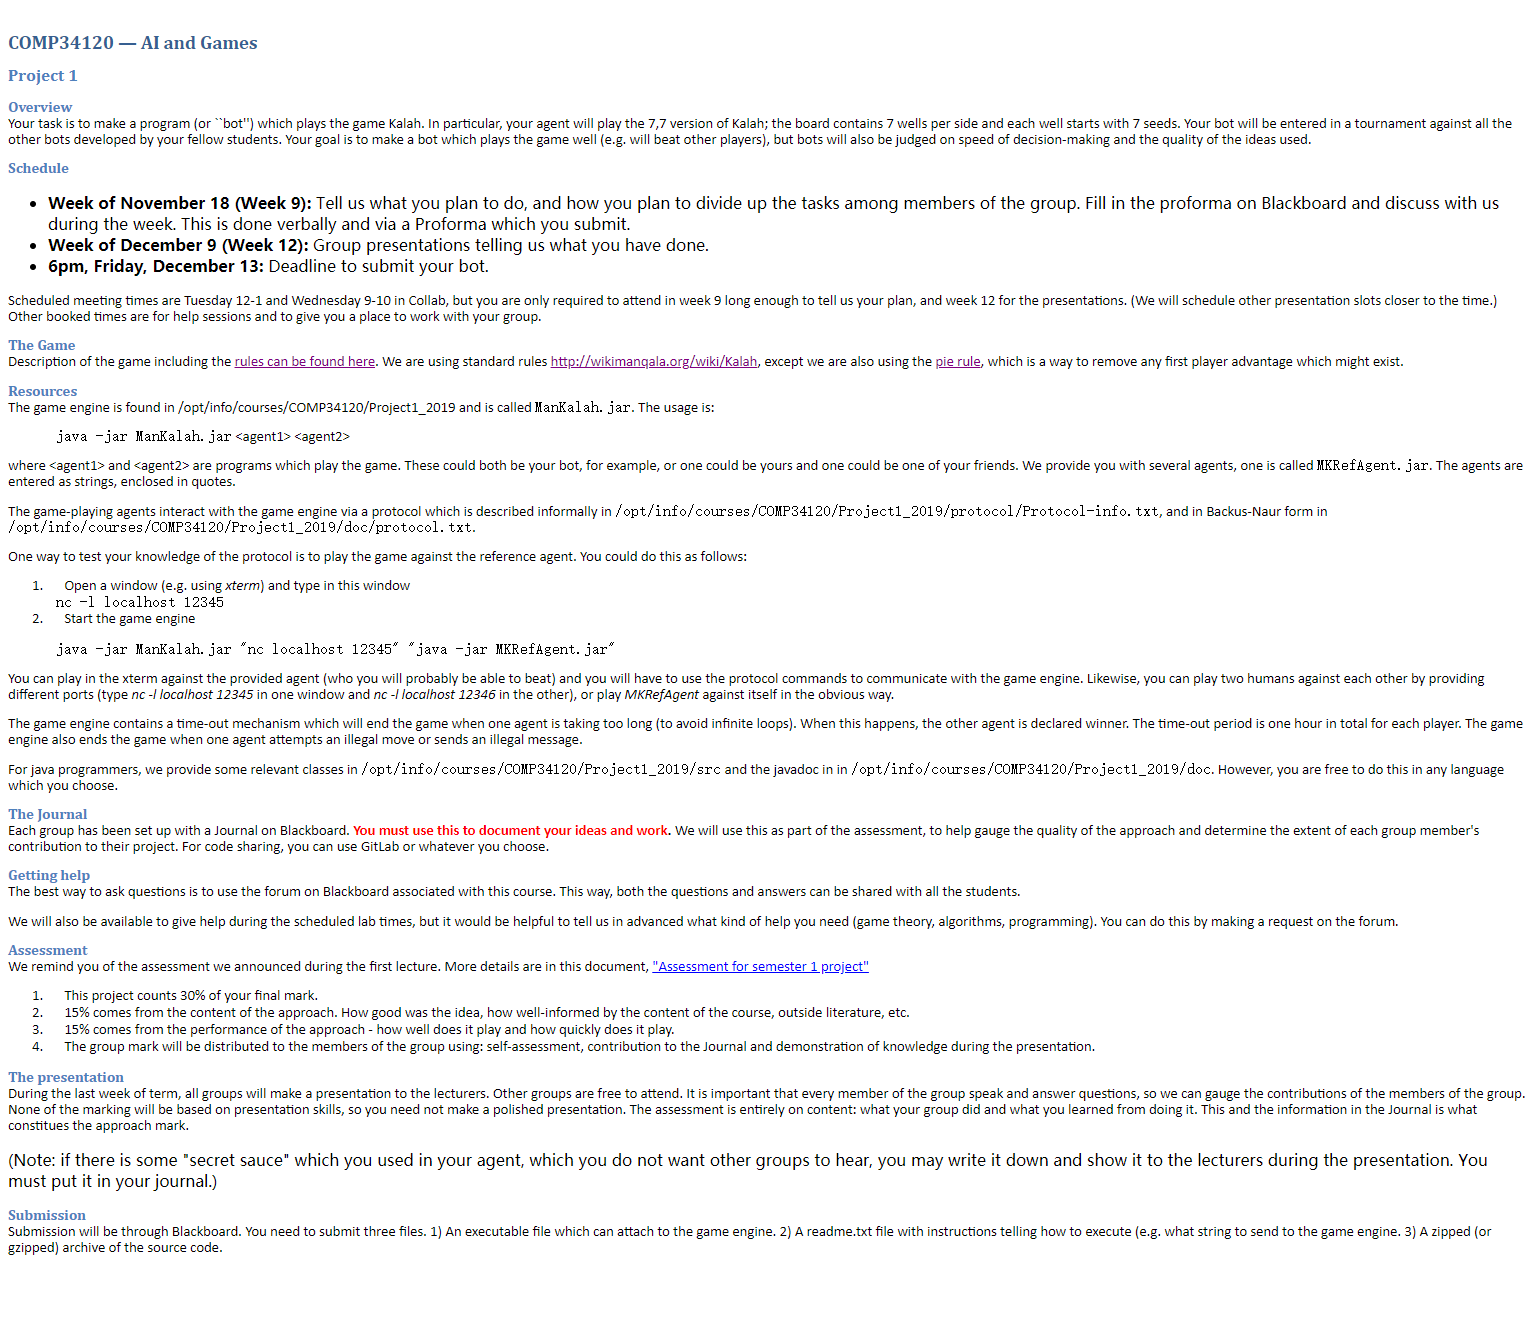 COMP34120 — AI and Games
Project 1
Overview
Your task is to make a program (or ``bot'') which plays the game Kalah. In particular, your agent will play the 7,7 version of Kalah; the board contains 7 wells per side and each well starts with 7 seeds. Your bot will be entered in a tournament against all the
other bots developed by your fellow students. Your goal is to make a bot which plays the game well (e.g. will beat other players), but bots will also be judged on speed of decision-making and the quality of the ideas used.
Schedule
• Week of November 18 (Week 9): Tell us what you plan to do, and how you plan to divide up the tasks among members of the group. Fill in the proforma on Blackboard and discuss with us
during the week. This is done verbally and via a Proforma which you submit.
• Week of December 9 (Week 12): Group presentations telling us what you have done.
• 6pm, Friday, December 13: Deadline to submit your bot.
Scheduled meeting times are Tuesday 12-1 and Wednesday 9-10 in Collab, but you are only required to attend in week 9 long enough to tell us your plan, and week 12 for the presentations. (We will schedule other presentation slots closer to the time.)
Other booked times are for help sessions and to give you a place to work with your group.
The Game
Description of the game including the rules can be found here. We are using standard rules http://wikimanqala.org/wiki/Kalah, except we are also using the pie rule, which is a way to remove any first player advantage which might exist.
Resources
The game engine is found in /opt/info/courses/COMP34120/Project1_2019 and is called ManKalah.jar. The usage is:
java -jar ManKalah.jar <agent1> <agent2>
where <agent1> and <agent2> are programs which play the game. These could both be your bot, for example, or one could be yours and one could be one of your friends. We provide you with several agents, one is called MKRefAgent.jar. The agents are
entered as strings, enclosed in quotes.
The game-playing agents interact with the game engine via a protocol which is described informally in /opt/info/courses/COMP34120/Project1_2019/protocol/Protocol-info.txt, and in Backus-Naur form in
/opt/info/courses/COMP34120/Project1_2019/doc/protocol.txt.
One way to test your knowledge of the protocol is to play the game against the reference agent. You could do this as follows:
1. Open a window (e.g. using xterm) and type in this window
nc -l localhost 12345
2. Start the game engine
java -jar ManKalah.jar "nc localhost 12345" "java -jar MKRefAgent.jar"
You can play in the xterm against the provided agent (who you will probably be able to beat) and you will have to use the protocol commands to communicate with the game engine. Likewise, you can play two humans against each other by providing
different ports (type nc -l localhost 12345 in one window and nc -l localhost 12346 in the other), or play MKRefAgent against itself in the obvious way.
The game engine contains a time-out mechanism which will end the game when one agent is taking too long (to avoid infinite loops). When this happens, the other agent is declared winner. The time-out period is one hour in total for each player. The game
engine also ends the game when one agent attempts an illegal move or sends an illegal message.
For java programmers, we provide some relevant classes in /opt/info/courses/COMP34120/Project1_2019/src and the javadoc in in /opt/info/courses/COMP34120/Project1_2019/doc. However, you are free to do this in any language
which you choose.
The Journal
Each group has been set up with a Journal on Blackboard. You must use this to document your ideas and work. We will use this as part of the assessment, to help gauge the quality of the approach and determine the extent of each group member's
contribution to their project. For code sharing, you can use GitLab or whatever you choose.
Getting help
The best way to ask questions is to use the forum on Blackboard associated with this course. This way, both the questions and answers can be shared with all the students.
We will also be available to give help during the scheduled lab times, but it would be helpful to tell us in advanced what kind of help you need (game theory, algorithms, programming). You can do this by making a request on the forum.
Assessment
We remind you of the assessment we announced during the first lecture. More details are in this document, "Assessment for semester 1 project"
1. This project counts 30% of your final mark.
2. 15% comes from the content of the approach. How good was the idea, how well-informed by the content of the course, outside literature, etc.
3. 15% comes from the performance of the approach - how well does it play and how quickly does it play.
4. The group mark will be distributed to the members of the group using: self-assessment, contribution to the Journal and demonstration of knowledge during the presentation.
The presentation
During the last week of term, all groups will make a presentation to the lecturers. Other groups are free to attend. It is important that every member of the group speak and answer questions, so we can gauge the contributions of the members of the group.
None of the marking will be based on presentation skills, so you need not make a polished presentation. The assessment is entirely on content: what your group did and what you learned from doing it. This and the information in the Journal is what
constitues the approach mark.
(Note: if there is some "secret sauce" which you used in your agent, which you do not want other groups to hear, you may write it down and show it to the lecturers during the presentation. You
must put it in your journal.)
Submission
Submission will be through Blackboard. You need to submit three files. 1) An executable file which can attach to the game engine. 2) A readme.txt file with instructions telling how to execute (e.g. what string to send to the game engine. 3) A zipped (or
gzipped) archive of the source code.